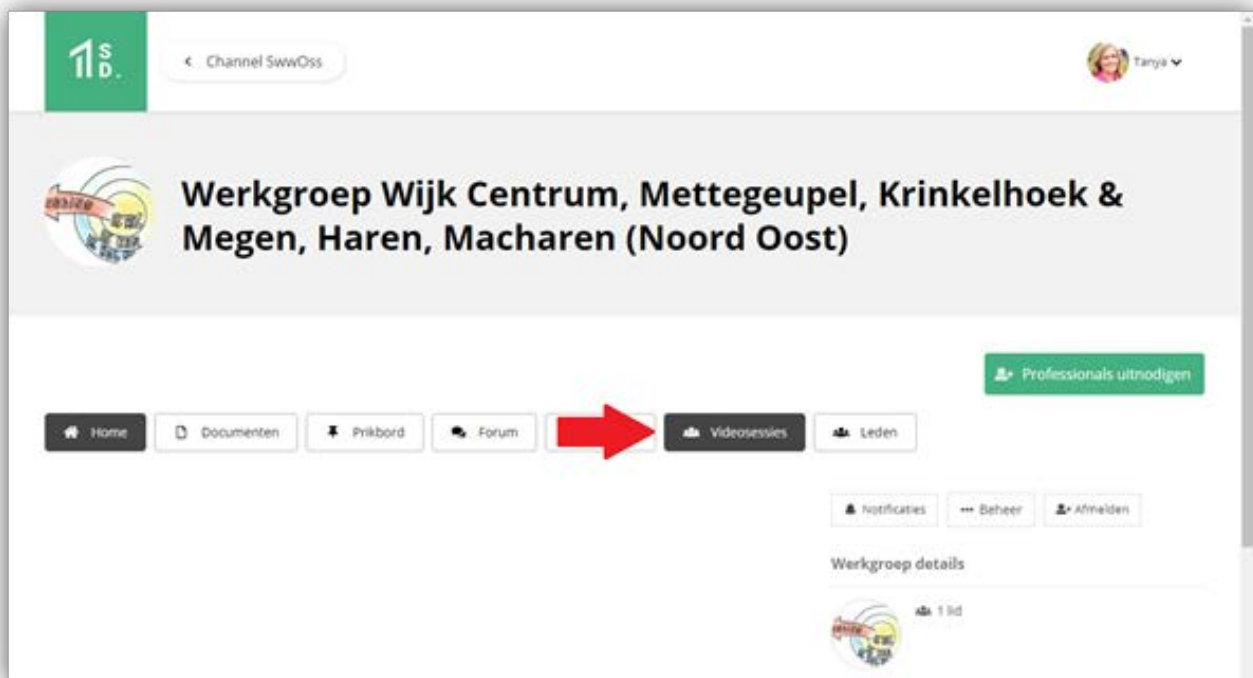 1 S
D.
Channel SwwOss
Tanya
Werkgroep Wijk Centrum, Mettegeupel, Krinkelhoek &
Megen, Haren, Macharen (Noord Oost)
Professionals uitnodigen
Home
Documenten
Prikbord
Forum
Videosessies
Leden
Notificaties
Beheer
Afmelden
Werkgroep details
1 lid